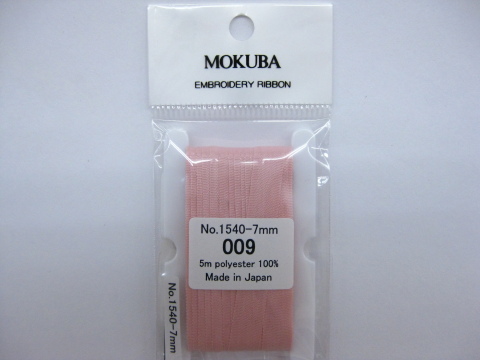 MOKUBA
EMBROIDERY RIBBON
No.1540-7mm
009
5m polyester 100%
Made in Japan
No.1540-7mm